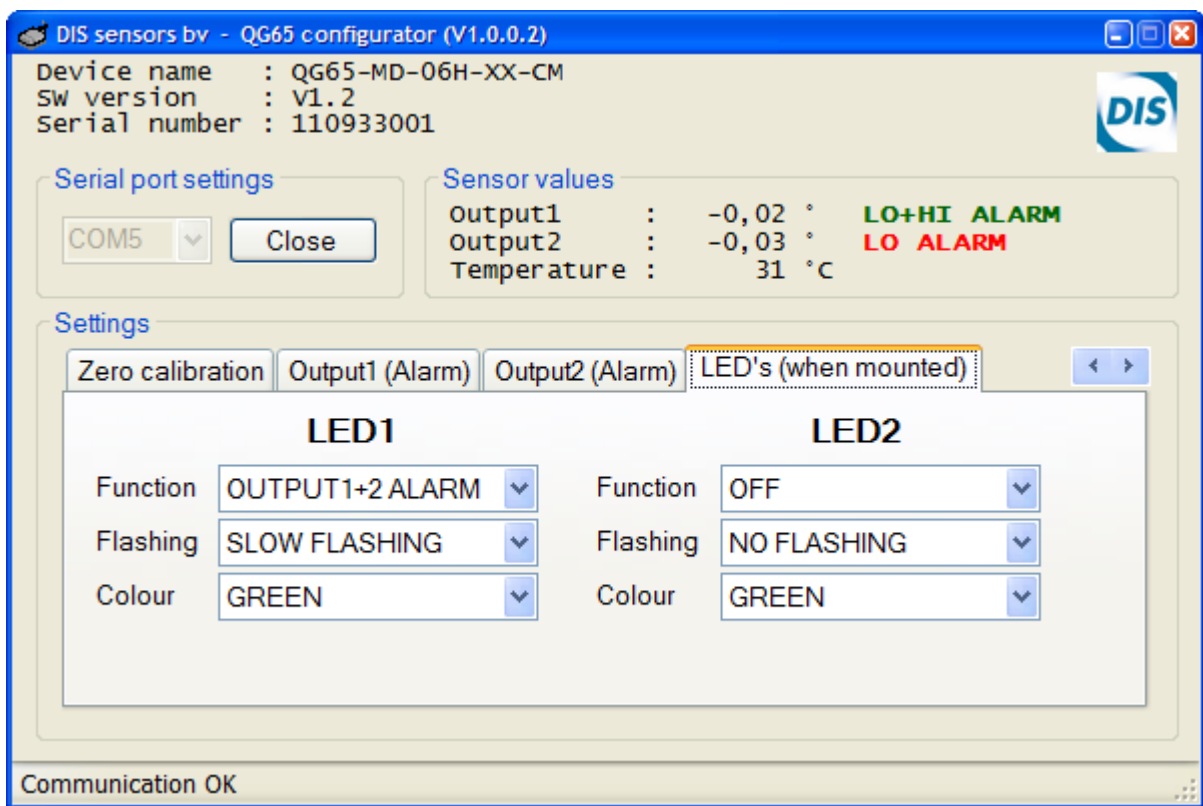 DIS sensors bv - QG65 configurator (V1.0.0.2)
Device name : QG65-MD-06H-XX-CM
SW version : V1.2
Serial number : 110933001
DIS
Serial port settings
COM5 Close
Sensor values
Output1 : -0,02 ° LO+HI ALARM
Output2 : -0,03 ° LO ALARM
Temperature : 31 °C
Settings
Zero calibration Output1 (Alarm) Output2 (Alarm) LED's (when mounted)
LED1 LED2
Function OUTPUT1+2 ALARM Function OFF
Flashing SLOW FLASHING Flashing NO FLASHING
Colour GREEN Colour GREEN
Communication OK